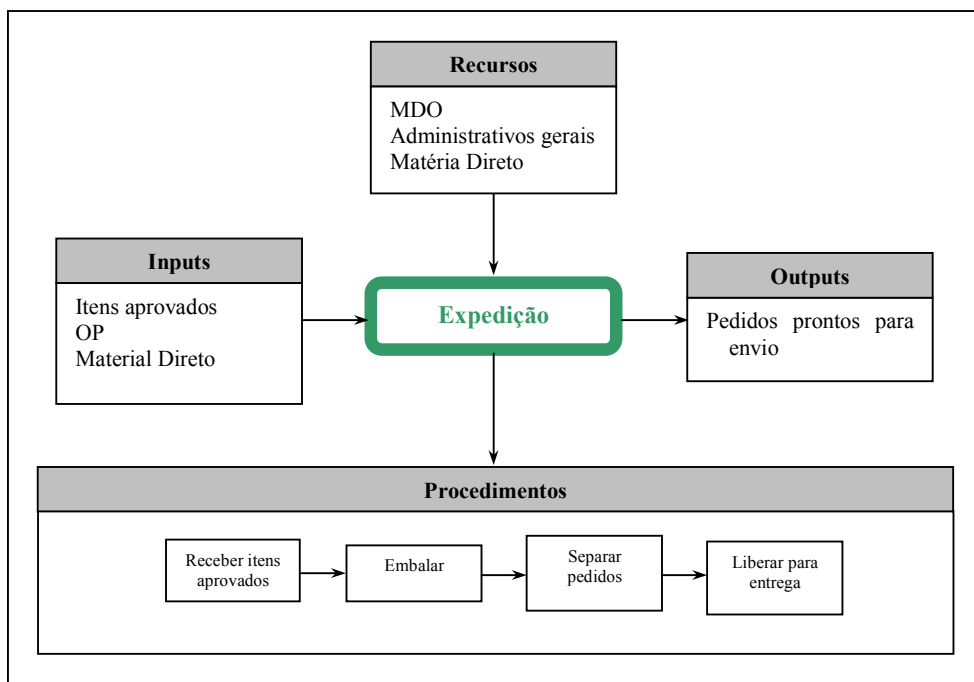 Recursos
MDO
Administrativos gerais
Matéria Direto
Inputs
Itens aprovados
OP
Material Direto
Expedição
Outputs
Pedidos prontos para
envio
Procedimentos
Receber itens
aprovados
Embalar
Separar
pedidos
Liberar para
entrega